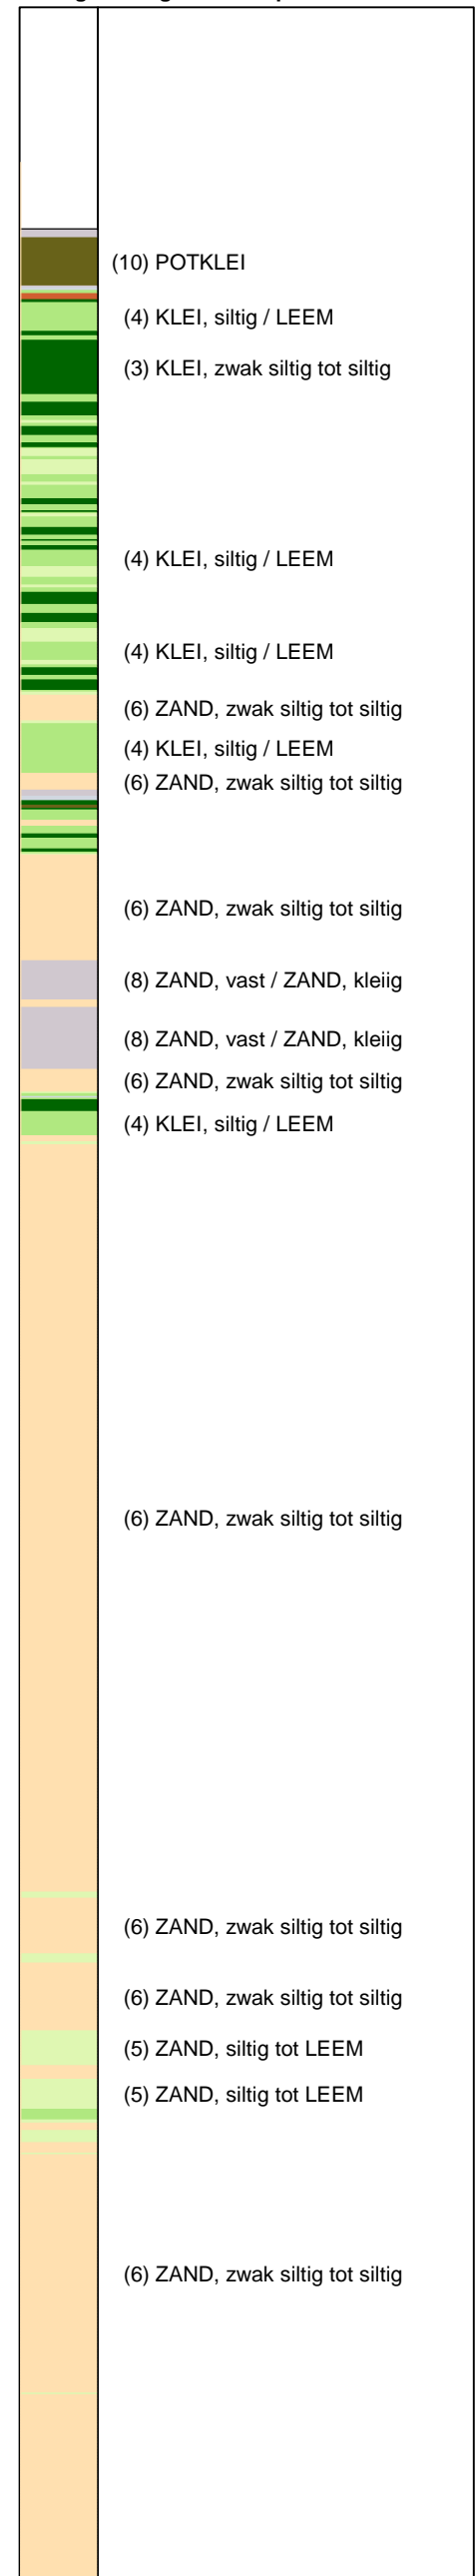 (10) POTKLEI
(4) KLEI, siltig / LEEM
(3) KLEI, zwak siltig tot siltig
(4) KLEI, siltig / LEEM
(4) KLEI, siltig / LEEM
(6) ZAND, zwak siltig tot siltig
(4) KLEI, siltig / LEEM
(6) ZAND, zwak siltig tot siltig
(6) ZAND, zwak siltig tot siltig
(8) ZAND, vast / ZAND, kleiig
(8) ZAND, vast / ZAND, kleiig
(6) ZAND, zwak siltig tot siltig
(4) KLEI, siltig / LEEM
(6) ZAND, zwak siltig tot siltig
(6) ZAND, zwak siltig tot siltig
(6) ZAND, zwak siltig tot siltig
(5) ZAND, siltig tot LEEM
(5) ZAND, siltig tot LEEM
(6) ZAND, zwak siltig tot siltig